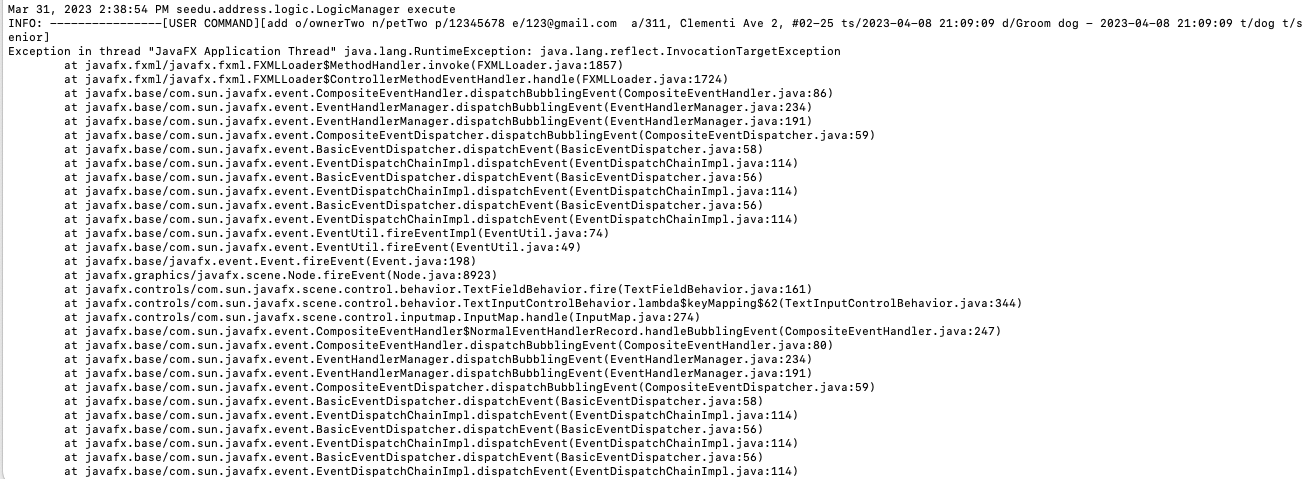 Mar 31, 2023 2:38:54 PM seedu.address.logic.LogicManager execute
INFO: ----------------[USER COMMAND][add o/ownerTwo n/petTwo p/12345678 e/123@gmail.com  a/311, Clementi Ave 2, #02-25 ts/2023-04-08 21:09:09 d/Groom dog - 2023-04-08 21:09:09 t/dog t/s
enior]
Exception in thread "JavaFX Application Thread" java.lang.RuntimeException: java.lang.reflect.InvocationTargetException
	at javafx.fxml/javafx.fxml.FXMLLoader$MethodHandler.invoke(FXMLLoader.java:1857)
	at javafx.fxml/javafx.fxml.FXMLLoader$ControllerMethodEventHandler.handle(FXMLLoader.java:1724)
	at javafx.base/com.sun.javafx.event.CompositeEventHandler.dispatchBubblingEvent(CompositeEventHandler.java:86)
	at javafx.base/com.sun.javafx.event.EventHandlerManager.dispatchBubblingEvent(EventHandlerManager.java:234)
	at javafx.base/com.sun.javafx.event.EventHandlerManager.dispatchBubblingEvent(EventHandlerManager.java:191)
	at javafx.base/com.sun.javafx.event.CompositeEventDispatcher.dispatchBubblingEvent(CompositeEventDispatcher.java:59)
	at javafx.base/com.sun.javafx.event.BasicEventDispatcher.dispatchEvent(BasicEventDispatcher.java:58)
	at javafx.base/com.sun.javafx.event.EventDispatchChainImpl.dispatchEvent(EventDispatchChainImpl.java:114)
	at javafx.base/com.sun.javafx.event.BasicEventDispatcher.dispatchEvent(BasicEventDispatcher.java:56)
	at javafx.base/com.sun.javafx.event.EventDispatchChainImpl.dispatchEvent(EventDispatchChainImpl.java:114)
	at javafx.base/com.sun.javafx.event.BasicEventDispatcher.dispatchEvent(BasicEventDispatcher.java:56)
	at javafx.base/com.sun.javafx.event.EventDispatchChainImpl.dispatchEvent(EventDispatchChainImpl.java:114)
	at javafx.base/com.sun.javafx.event.EventUtil.fireEventImpl(EventUtil.java:74)
	at javafx.base/com.sun.javafx.event.EventUtil.fireEvent(EventUtil.java:49)
	at javafx.base/javafx.event.Event.fireEvent(Event.java:198)
	at javafx.graphics/javafx.scene.Node.fireEvent(Node.java:8923)
	at javafx.controls/com.sun.javafx.scene.control.behavior.TextFieldBehavior.fire(TextFieldBehavior.java:161)
	at javafx.controls/com.sun.javafx.scene.control.behavior.TextInputControlBehavior.lambda$keyMapping$62(TextInputControlBehavior.java:344)
	at javafx.controls/com.sun.javafx.scene.control.inputmap.InputMap.handle(InputMap.java:274)
	at javafx.base/com.sun.javafx.event.CompositeEventHandler$NormalEventHandlerRecord.handleBubblingEvent(CompositeEventHandler.java:247)
	at javafx.base/com.sun.javafx.event.CompositeEventHandler.dispatchBubblingEvent(CompositeEventHandler.java:80)
	at javafx.base/com.sun.javafx.event.EventHandlerManager.dispatchBubblingEvent(EventHandlerManager.java:234)
	at javafx.base/com.sun.javafx.event.EventHandlerManager.dispatchBubblingEvent(EventHandlerManager.java:191)
	at javafx.base/com.sun.javafx.event.CompositeEventDispatcher.dispatchBubblingEvent(CompositeEventDispatcher.java:59)
	at javafx.base/com.sun.javafx.event.BasicEventDispatcher.dispatchEvent(BasicEventDispatcher.java:58)
	at javafx.base/com.sun.javafx.event.EventDispatchChainImpl.dispatchEvent(EventDispatchChainImpl.java:114)
	at javafx.base/com.sun.javafx.event.BasicEventDispatcher.dispatchEvent(BasicEventDispatcher.java:56)
	at javafx.base/com.sun.javafx.event.EventDispatchChainImpl.dispatchEvent(EventDispatchChainImpl.java:114)
	at javafx.base/com.sun.javafx.event.BasicEventDispatcher.dispatchEvent(BasicEventDispatcher.java:56)
	at javafx.base/com.sun.javafx.event.EventDispatchChainImpl.dispatchEvent(EventDispatchChainImpl.java:114)